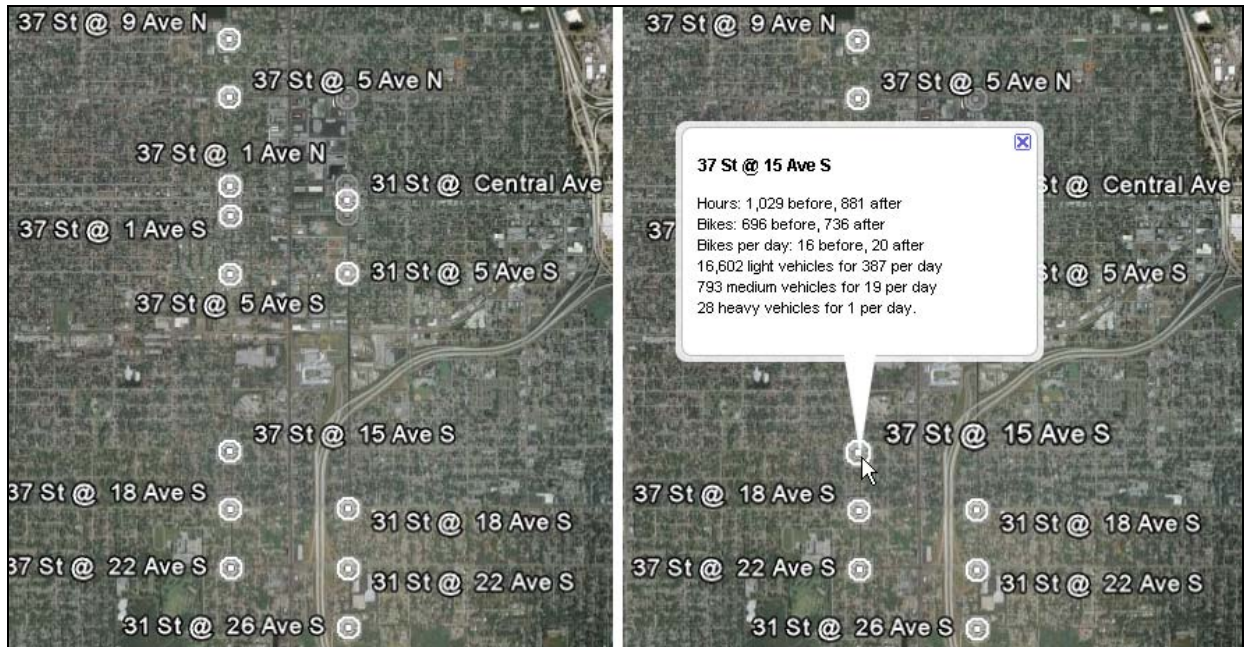 37 St @ 9 Ave N
37 St @ 5 Ave N
37 St @ 1 Ave N
31 St @ Central Ave
37 St @ 1 Ave S
31 St @ 5 Ave S
37 St @ 5 Ave S
37 St @ 15 Ave S
37 St @ 18 Ave S
31 St @ 18 Ave S
37 St @ 22 Ave S
31 St @ 22 Ave S
31 St @ 26 Ave S
37 St @ 9 Ave N
37 St @ 5 Ave N
37 St @ 15 Ave S
Hours: 1,029 before, 881 after
Bikes: 696 before, 736 after
Bikes per day: 16 before, 20 after
16,602 light vehicles for 387 per day
793 medium vehicles for 19 per day
28 heavy vehicles for 1 per day.
St @ Central Ave
37
St @ 5 Ave S
37 St @ 15 Ave S
37 St @ 18 Ave S
31 St @ 18 Ave S
37 St @ 22 Ave S
31 St @ 22 Ave S
31 St @ 26 Ave S